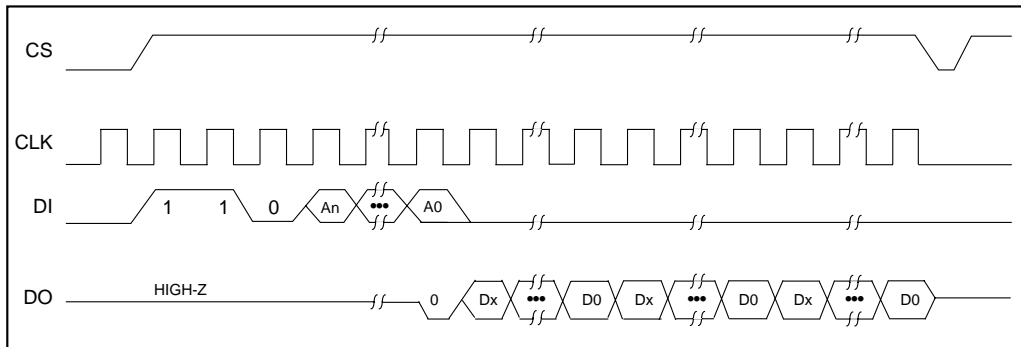 CS
CLK
DI 1 1 0 An ••• A0
DO HIGH-Z 0 Dx ••• D0 Dx ••• D0 Dx ••• D0